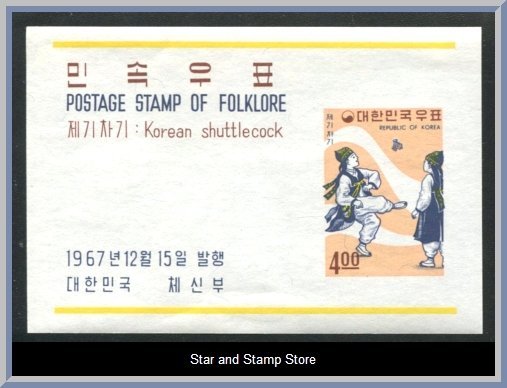 민속우표
POSTAGE STAMP OF FOLKLORE
제기차기 : Korean shuttlecock
대한민국우표
REPUBLIC OF KOREA
제기차기
4.00
1967년12월15일 발행
대한민국 체신부
Star and Stamp Store